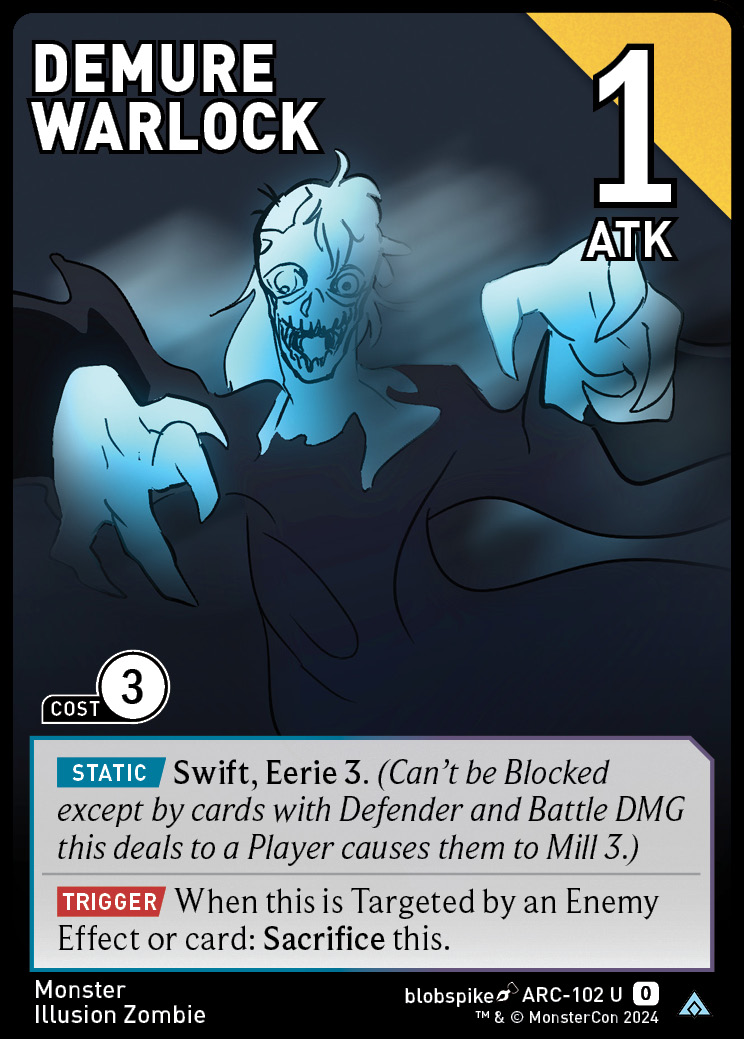 DEMURE
WARLOCK
1
ATK
COST 3
STATIC Swift, Eerie 3. (Can't be Blocked
except by cards with Defender and Battle DMG
this deals to a Player causes them to Mill 3.)
TRIGGER When this is Targeted by an Enemy
Effect or card: Sacrifice this.
Monster
Illusion Zombie
blobspike ARC-102 U 0
™ & © MonsterCon 2024